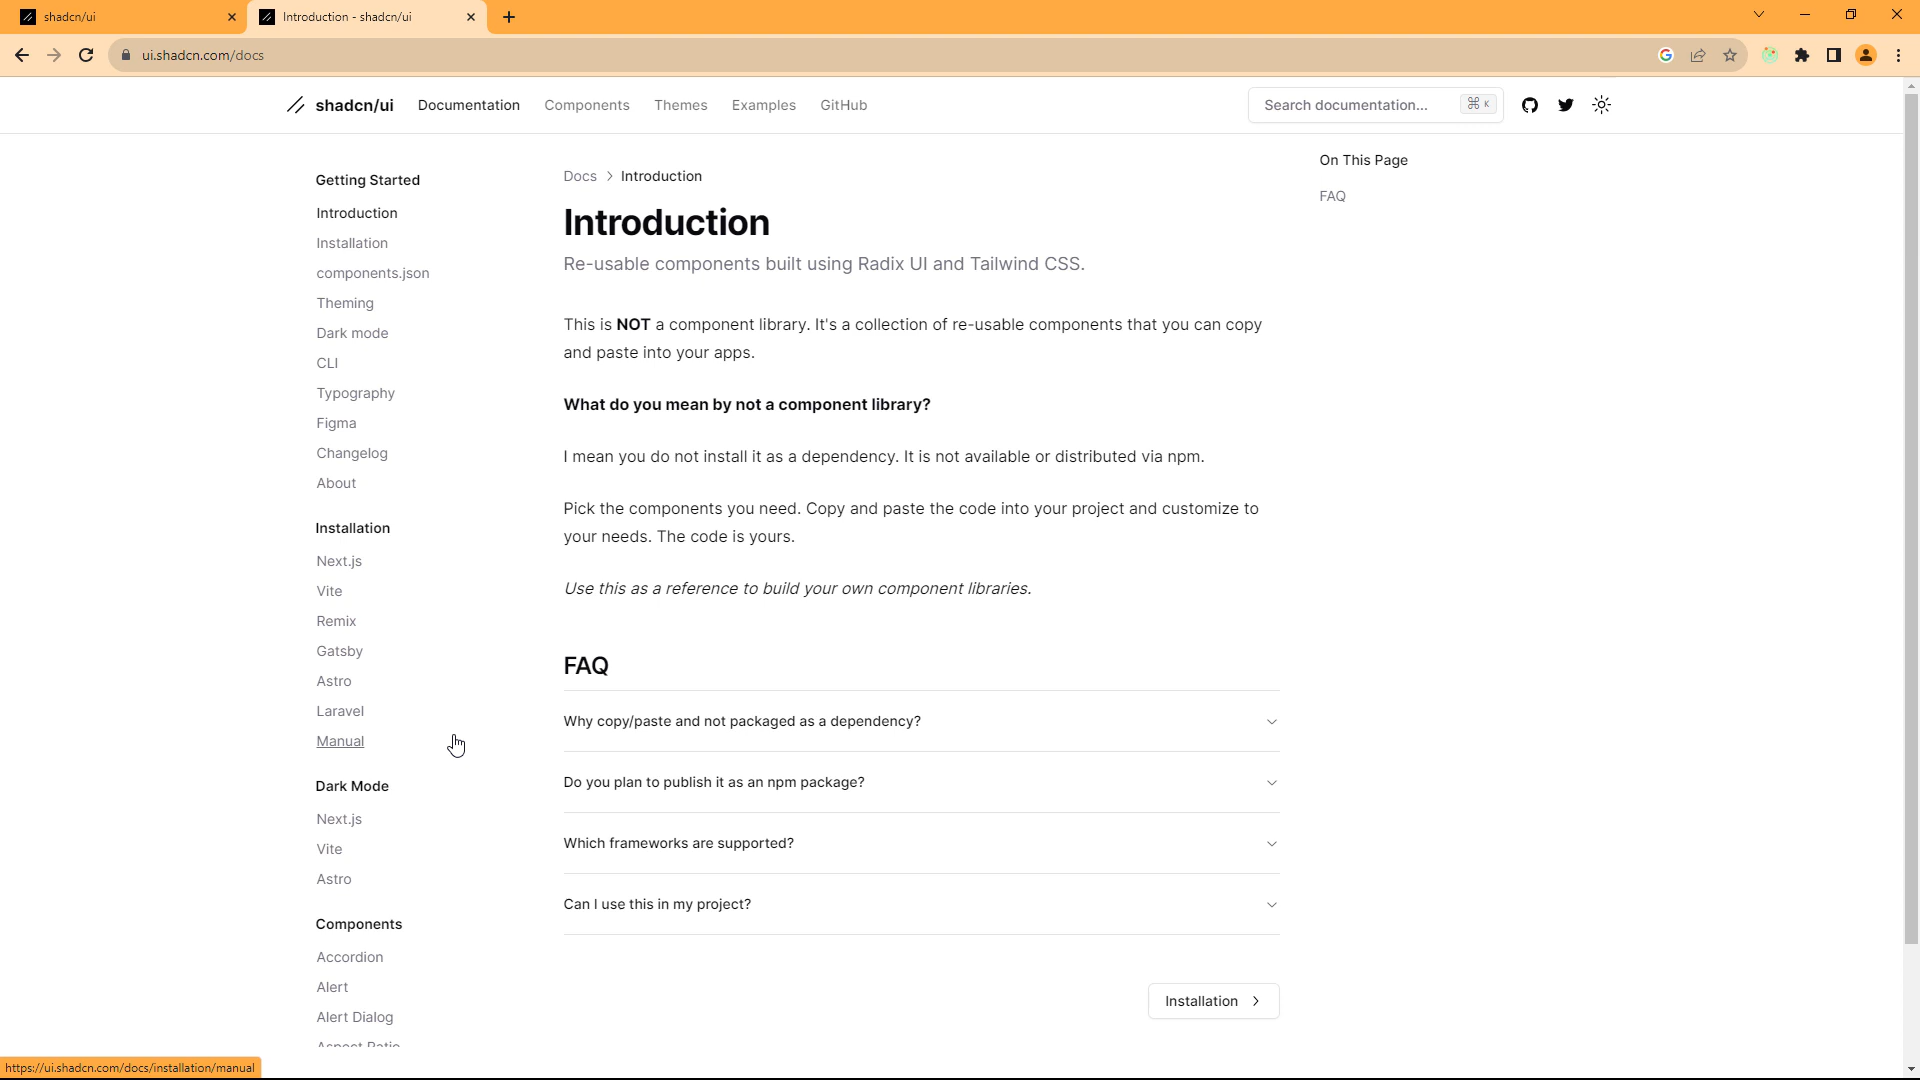 shadcn/ui
Introduction - shadcn/ui
ui.shadcn.com/docs
shadcn/ui
Documentation
Components
Themes
Examples
GitHub
Search documentation...
⌘ K
Getting Started
Introduction
Installation
components.json
Theming
Dark mode
CLI
Typography
Figma
Changelog
About
Installation
Next.js
Vite
Remix
Gatsby
Astro
Laravel
Manual
Dark Mode
Next.js
Vite
Astro
Components
Accordion
Alert
Alert Dialog
Aspect Ratio
Docs > Introduction
Introduction
Re-usable components built using Radix UI and Tailwind CSS.
This is NOT a component library. It's a collection of re-usable components that you can copy
and paste into your apps.
What do you mean by not a component library?
I mean you do not install it as a dependency. It is not available or distributed via npm.
Pick the components you need. Copy and paste the code into your project and customize to
your needs. The code is yours.
Use this as a reference to build your own component libraries.
FAQ
Why copy/paste and not packaged as a dependency?
Do you plan to publish it as an npm package?
Which frameworks are supported?
Can I use this in my project?
Installation
On This Page
FAQ
https://ui.shadcn.com/docs/installation/manual